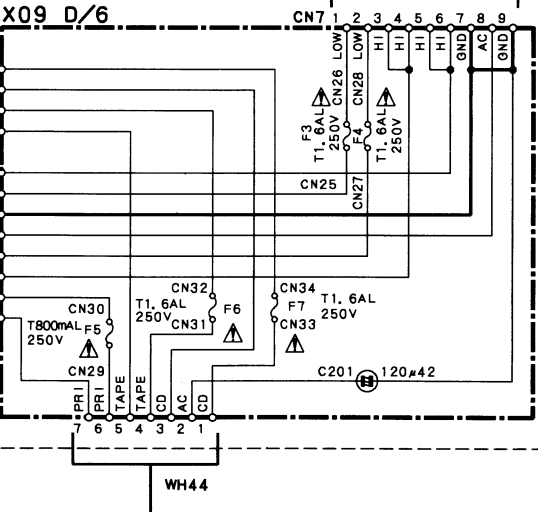 X09 D/6
CN7 1 2 3 4 5 6 7 8 9
LOW LOW HI HI HI HI GND AC GND
CN26 CN28
F3 T1.6AL 250V
F4 T1.6AL 250V
CN25
CN27
CN32
CN34
T1.6AL 250V
F6
F7
T1.6AL 250V
CN31
CN33
CN30
T800mAL 250V
F5
CN29
C201 120µ42
PRI PRI TAPE TAPE CD AC CD
7 6 5 4 3 2 1
WH44